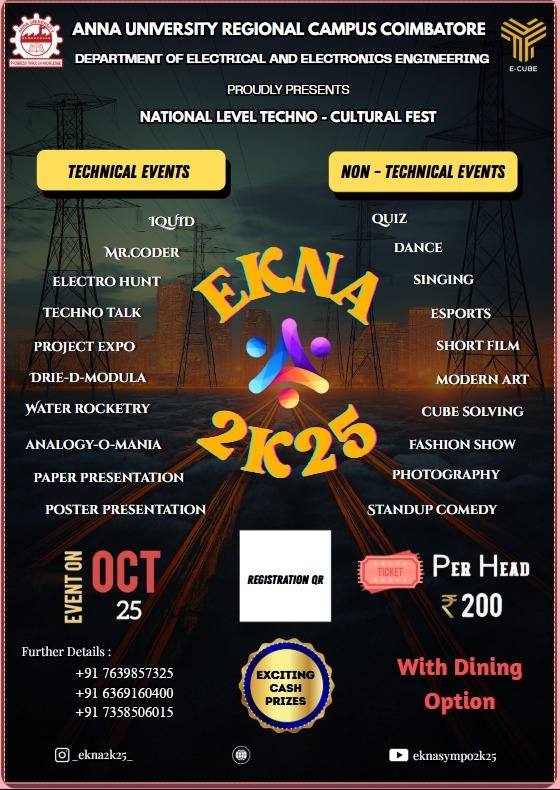 ANNA UNIVERSITY REGIONAL CAMPUS COIMBATORE
DEPARTMENT OF ELECTRICAL AND ELECTRONICS ENGINEERING
PROUDLY PRESENTS
NATIONAL LEVEL TECHNO - CULTURAL FEST
PROGRESS THROUGH KNOWLEDGE
E-CUBE
TECHNICAL EVENTS
IQUID
MR.CODER
ELECTRO HUNT
TECHNO TALK
PROJECT EXPO
DRIE-D-MODULA
WATER ROCKETRY
ANALOGY-O-MANIA
PAPER PRESENTATION
POSTER PRESENTATION
EKNA
2K25
NON - TECHNICAL EVENTS
QUIZ
DANCE
SINGING
ESPORTS
SHORT FILM
MODERN ART
CUBE SOLVING
FASHION SHOW
PHOTOGRAPHY
STANDUP COMEDY
EVENT ON
OCT
25
REGISTRATION QR
TICKET
PER HEAD
₹ 200
Further Details :
+91 7639857325
+91 6369160400
+91 7358506015
EXCITING
CASH
PRIZES
With Dining
Option
_ekna2k25_
eknasympo2k25